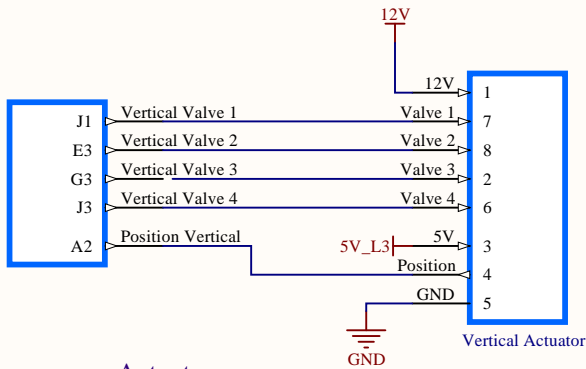 12V
12V 1
J1 Vertical Valve 1 Valve 1 7
E3 Vertical Valve 2 Valve 2 8
G3 Vertical Valve 3 Valve 3 2
J3 Vertical Valve 4 Valve 4 6
A2 Position Vertical 5V_L3 5V 3
Position 4
GND 5
Vertical Actuator
GND